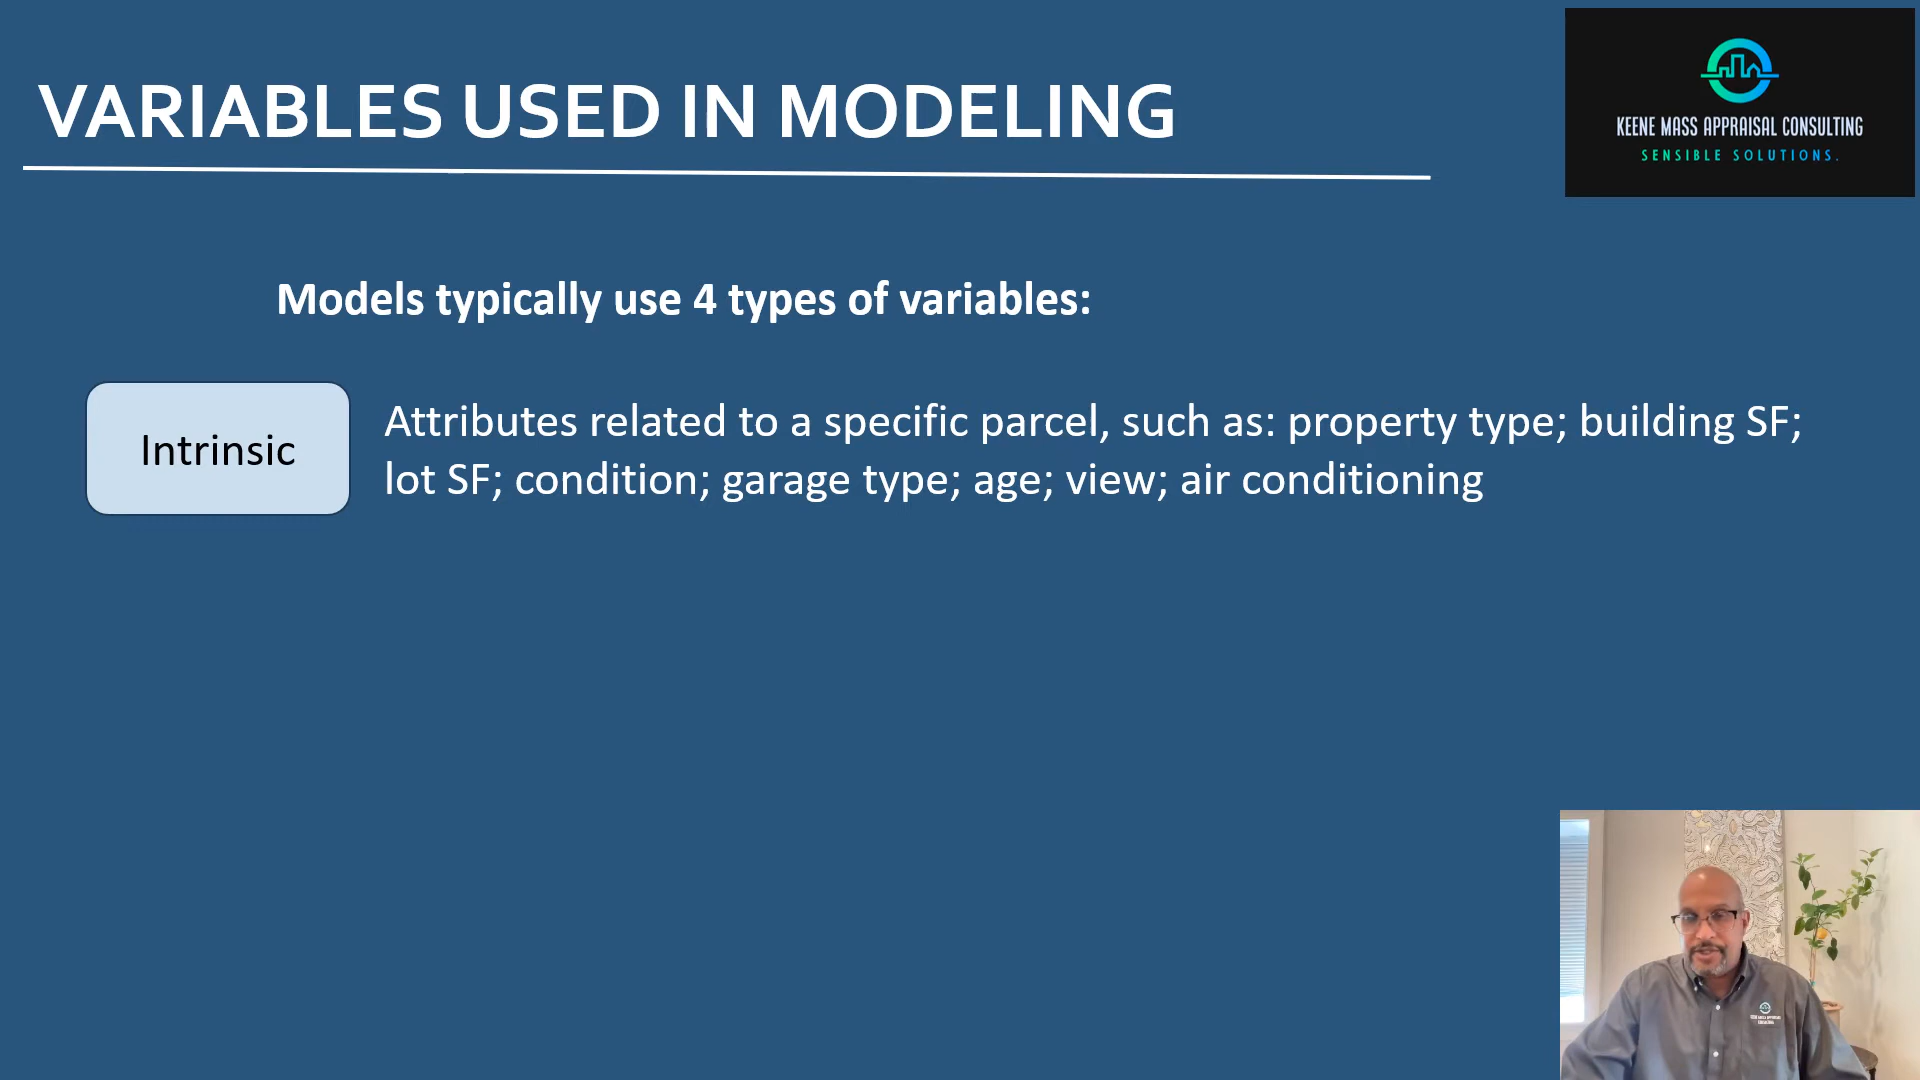 VARIABLES USED IN MODELING
KEENE MASS APPRAISAL CONSULTING
SENSIBLE SOLUTIONS.
Models typically use 4 types of variables:
Intrinsic
Attributes related to a specific parcel, such as: property type; building SF;
lot SF; condition; garage type; age; view; air conditioning